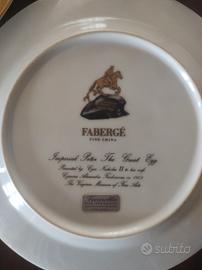 FABERGÉ
FINE CHINA
Imperial Peter The Great Egg
Presented by Czar Nicholas II to his wife
Czarina Alexandra Feodorovna in 1903
The Virginia Museum of Fine Arts
subito